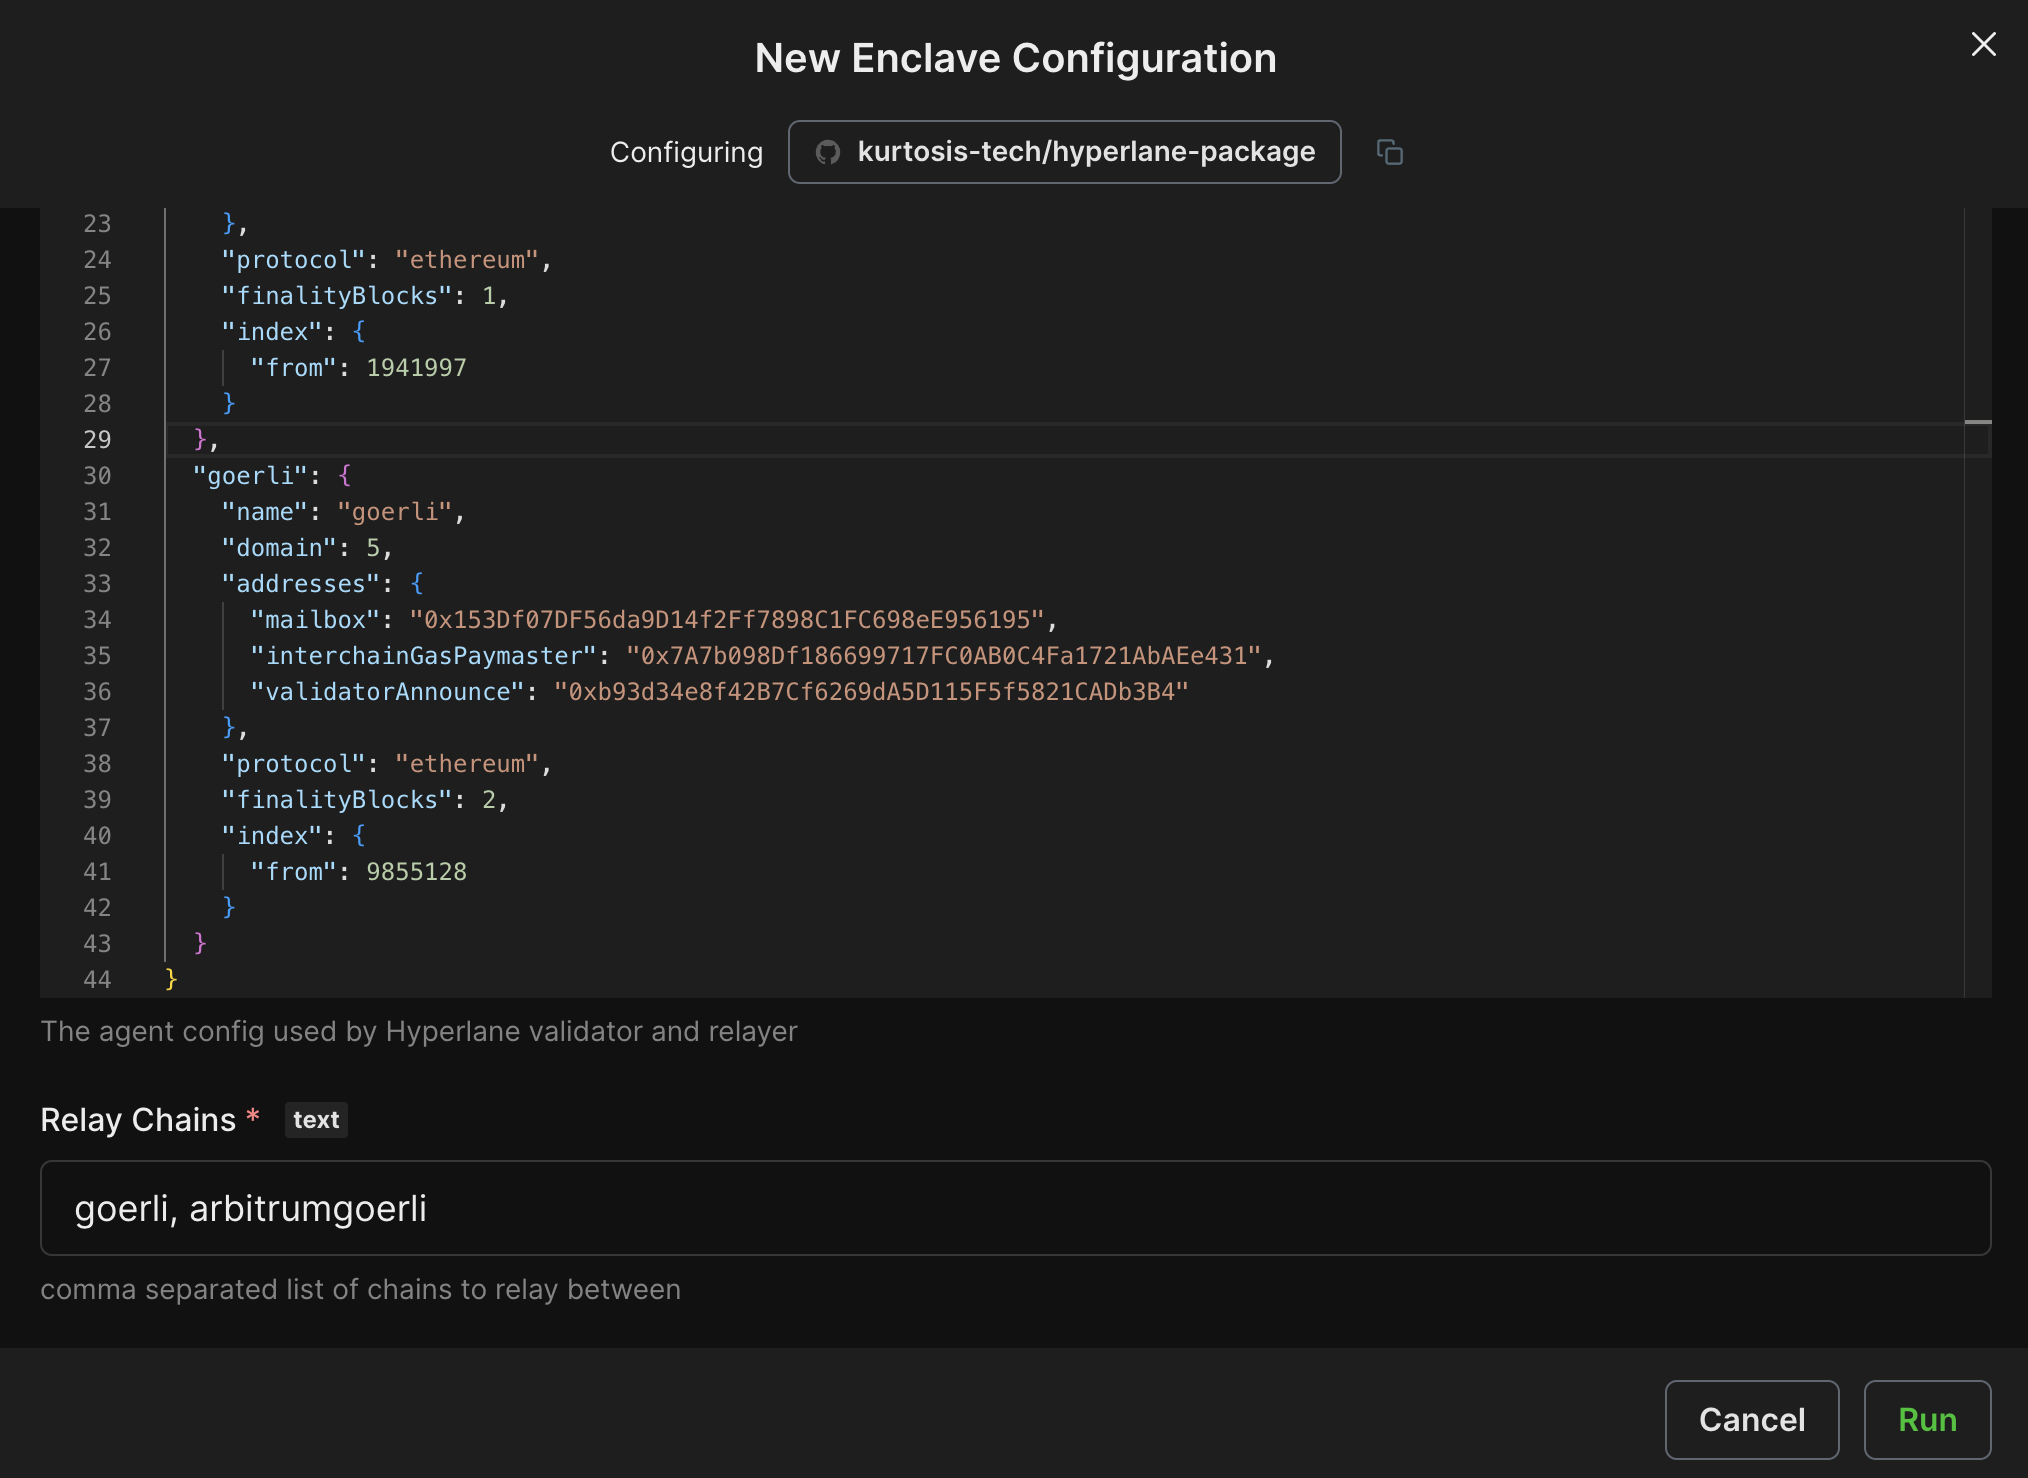 New Enclave Configuration
Configuring kurtosis-tech/hyperlane-package
23 },
24 "protocol": "ethereum",
25 "finalityBlocks": 1,
26 "index": {
27 "from": 1941997
28 }
29 },
30 "goerli": {
31 "name": "goerli",
32 "domain": 5,
33 "addresses": {
34 "mailbox": "0x153Df07DF56da9D14f2Ff7898C1FC698eE956195",
35 "interchainGasPaymaster": "0x7A7b098Df186699717FC0AB0C4Fa1721AbAEe431",
36 "validatorAnnounce": "0xb93d34e8f42B7Cf6269dA5D115F5f5821CADb3B4"
37 },
38 "protocol": "ethereum",
39 "finalityBlocks": 2,
40 "index": {
41 "from": 9855128
42 }
43 }
44 }
The agent config used by Hyperlane validator and relayer
Relay Chains * text
goerli, arbitrumgoerli
comma separated list of chains to relay between
Cancel Run